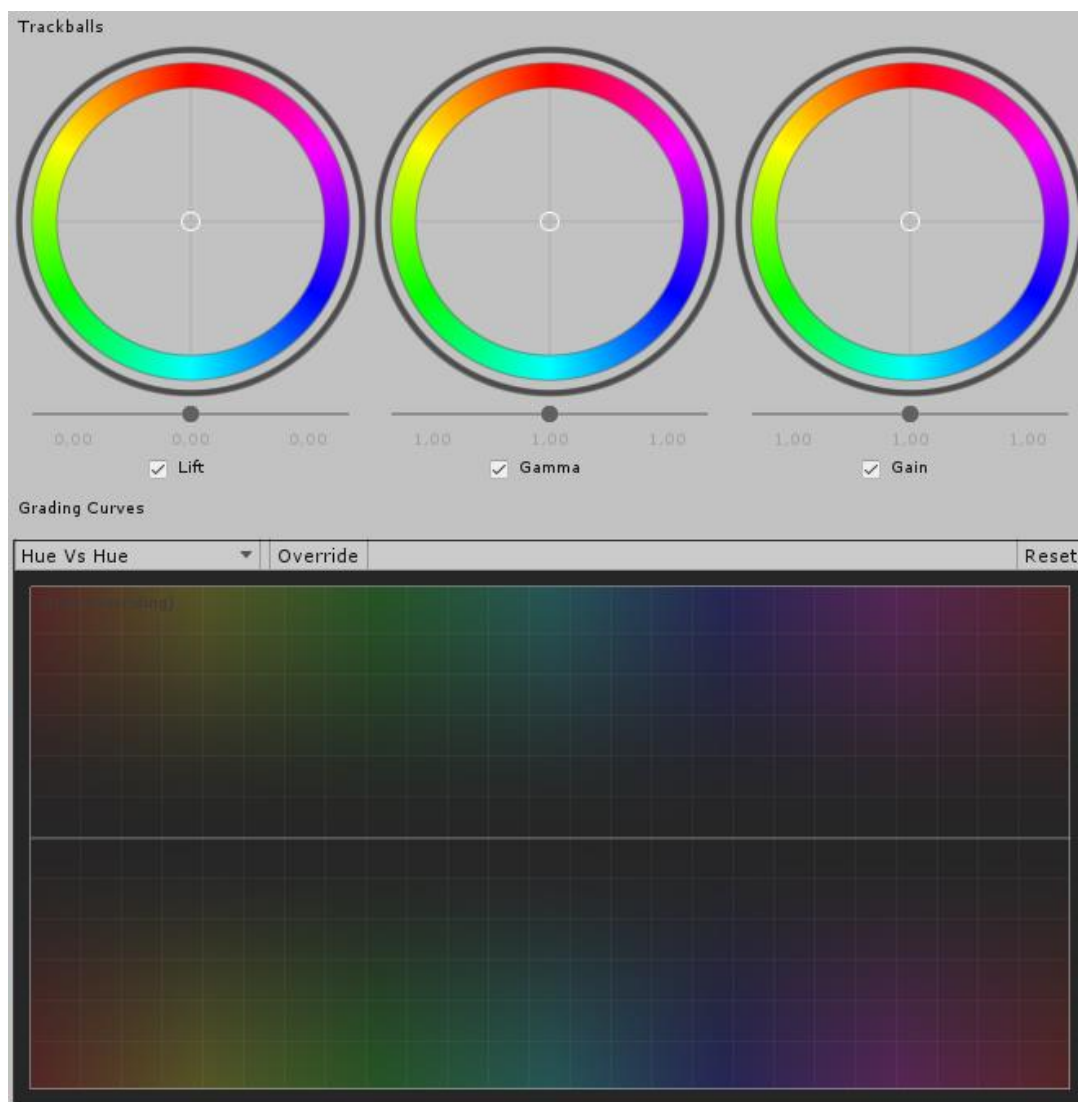 Trackballs
0.00 0.00 0.00 1.00 1.00 1.00 1.00 1.00 1.00
Lift Gamma Gain
Grading Curves
Hue Vs Hue Override Reset